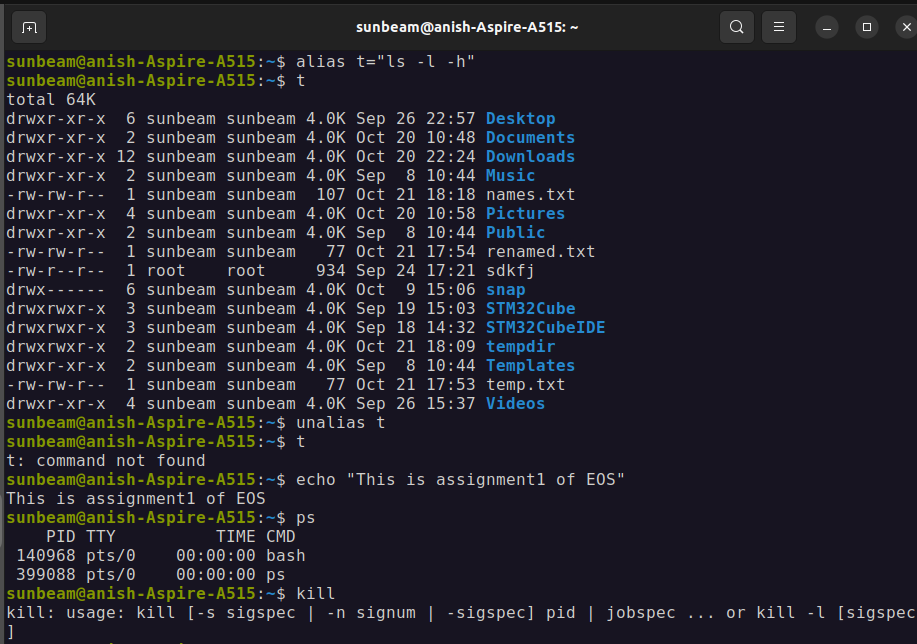 sunbeam@anish-Aspire-A515: ~
sunbeam@anish-Aspire-A515:~$ alias t="ls -l -h"
sunbeam@anish-Aspire-A515:~$ t
total 64K
drwxr-xr-x  6 sunbeam sunbeam 4.0K Sep 26 22:57 Desktop
drwxr-xr-x  2 sunbeam sunbeam 4.0K Oct 20 10:48 Documents
drwxr-xr-x 12 sunbeam sunbeam 4.0K Oct 20 22:24 Downloads
drwxr-xr-x  2 sunbeam sunbeam 4.0K Sep  8 10:44 Music
-rw-rw-r--  1 sunbeam sunbeam  107 Oct 21 18:18 names.txt
drwxr-xr-x  4 sunbeam sunbeam 4.0K Oct 20 10:58 Pictures
drwxr-xr-x  2 sunbeam sunbeam 4.0K Sep  8 10:44 Public
-rw-rw-r--  1 sunbeam sunbeam   77 Oct 21 17:54 renamed.txt
-rw-r--r--  1 root    root     934 Sep 24 17:21 sdkfj
drwx------  6 sunbeam sunbeam 4.0K Oct  9 15:06 snap
drwxrwxr-x  3 sunbeam sunbeam 4.0K Sep 19 15:03 STM32Cube
drwxrwxr-x  3 sunbeam sunbeam 4.0K Sep 18 14:32 STM32CubeIDE
drwxrwxr-x  2 sunbeam sunbeam 4.0K Oct 21 18:09 tempdir
drwxr-xr-x  2 sunbeam sunbeam 4.0K Sep  8 10:44 Templates
-rw-rw-r--  1 sunbeam sunbeam   77 Oct 21 17:53 temp.txt
drwxr-xr-x  4 sunbeam sunbeam 4.0K Sep 26 15:37 Videos
sunbeam@anish-Aspire-A515:~$ unalias t
sunbeam@anish-Aspire-A515:~$ t
t: command not found
sunbeam@anish-Aspire-A515:~$ echo "This is assignment1 of EOS"
This is assignment1 of EOS
sunbeam@anish-Aspire-A515:~$ ps
    PID TTY          TIME CMD
 140968 pts/0    00:00:00 bash
 399088 pts/0    00:00:00 ps
sunbeam@anish-Aspire-A515:~$ kill
kill: usage: kill [-s sigspec | -n signum | -sigspec] pid | jobspec ... or kill -l [sigspec
]